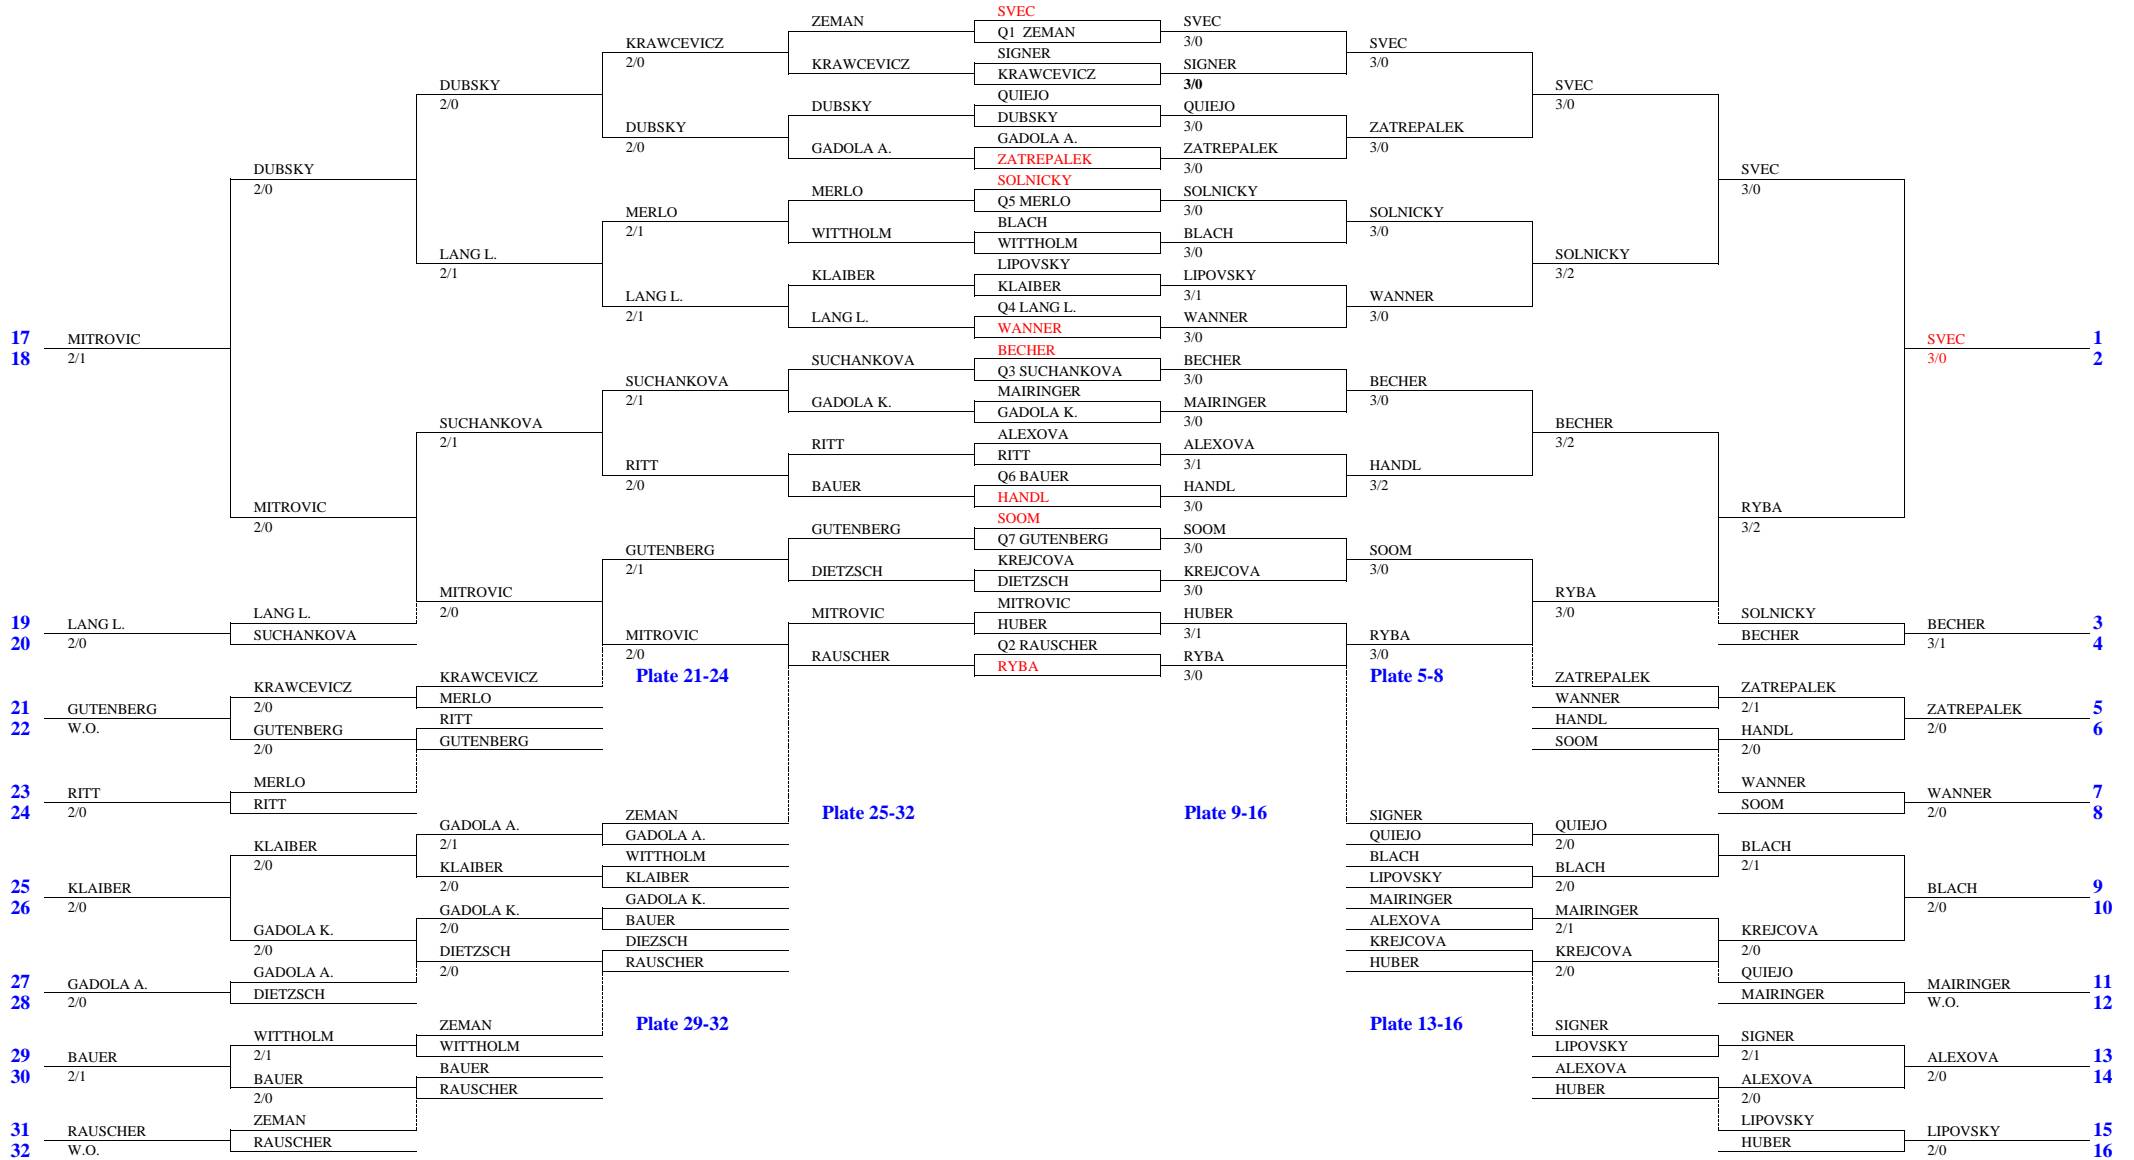 SVEC
ZEMAN SVEC
Q1 ZEMAN 3/0
KRAWCEVICZ SIGNER SVEC
2/0 KRAWCEVICZ SIGNER 3/0
KRAWCEVICZ 3/0
DUBSKY QUIEJO SVEC
2/0 DUBSKY QUIEJO 3/0
DUBSKY 3/0
DUBSKY GADOLA A. ZATREPALEK
2/0 GADOLA A. ZATREPALEK 3/0
ZATREPALEK 3/0
DUBSKY SOLNICKY SVEC
2/0 MERLO SOLNICKY 3/0
Q5 MERLO 3/0
MERLO BLACH SOLNICKY
2/1 WITTHOLM BLACH 3/0
WITTHOLM 3/0
LANG L. LIPOVSKY SOLNICKY
2/1 KLAIBER LIPOVSKY 3/2
KLAIBER 3/1
LANG L. Q4 LANG L. WANNER
2/1 LANG L. WANNER 3/0
WANNER 3/0
17 MITROVIC SVEC 1
18 2/1 BECHER 3/0 2
SUCHANKOVA BECHER
Q3 SUCHANKOVA 3/0
SUCHANKOVA MAIRINGER BECHER
2/1 GADOLA K. MAIRINGER 3/0
GADOLA K. 3/0
SUCHANKOVA ALEXOVA BECHER
2/1 RITT ALEXOVA 3/2
RITT 3/1
RITT Q6 BAUER HANDL
2/0 BAUER HANDL 3/2
HANDL 3/0
MITROVIC SOOM RYBA
2/0 GUTENBERG SOOM 3/2
Q7 GUTENBERG 3/0
GUTENBERG KREJCOVA SOOM
2/1 DIETZSCH KREJCOVA 3/0
DIETZSCH 3/0
MITROVIC MITROVIC RYBA
2/0 3/0
19 LANG L. LANG L. MITROVIC HUBER SOLNICKY BECHER 3
20 2/0 SUCHANKOVA HUBER 3/1 BECHER 3/1 4
MITROVIC Q2 RAUSCHER RYBA
2/0 RAUSCHER RYBA 3/0
Plate 21-24 RYBA 3/0 Plate 5-8
KRAWCEVICZ KRAWCEVICZ ZATREPALEK ZATREPALEK
2/0 MERLO WANNER 2/1
21 GUTENBERG RITT HANDL ZATREPALEK 5
22 W.O. GUTENBERG GUTENBERG SOOM HANDL 2/0 6
2/0 2/0
23 RITT MERLO WANNER WANNER 7
24 2/0 RITT SOOM 2/0 8
ZEMAN Plate 25-32 Plate 9-16 SIGNER
GADOLA A. GADOLA A. QUIEJO QUIEJO
2/1 2/0
KLAIBER WITTHOLM BLACH BLACH
2/0 KLAIBER KLAIBER LIPOVSKY BLACH 2/1
2/0 2/0
25 KLAIBER GADOLA K. MAIRINGER BLACH 9
26 2/0 GADOLA K. BAUER ALEXOVA MAIRINGER 2/0 10
2/0 2/1
GADOLA K. DIEZSCH KREJCOVA KREJCOVA
2/0 DIETZSCH RAUSCHER HUBER KREJCOVA 2/0
2/0 2/0
27 GADOLA A. GADOLA A. QUIEJO MAIRINGER 11
28 2/0 DIETZSCH MAIRINGER W.O. 12
ZEMAN Plate 29-32 Plate 13-16 SIGNER
WITTHOLM WITTHOLM LIPOVSKY SIGNER
2/1 2/1
29 BAUER BAUER ALEXOVA ALEXOVA 13
30 2/1 BAUER RAUSCHER HUBER ALEXOVA 2/0 14
2/0 2/0
31 RAUSCHER ZEMAN LIPOVSKY LIPOVSKY 15
32 W.O. RAUSCHER HUBER 2/0 16